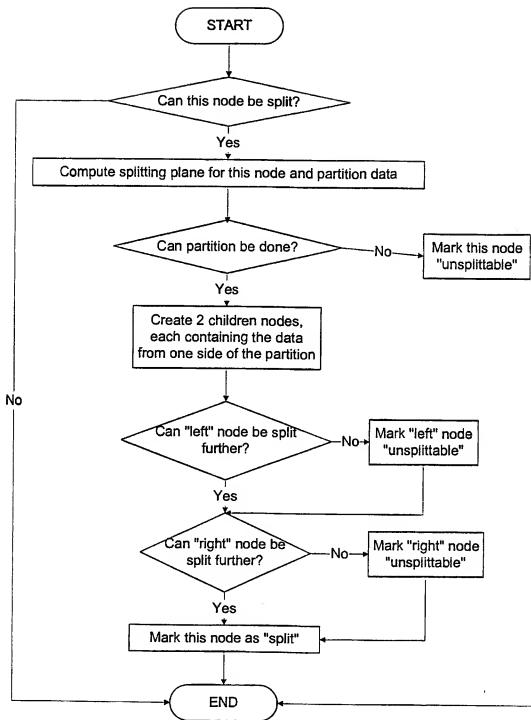 START
Can this node be split?
Yes
Compute splitting plane for this node and partition data
Can partition be done?
No
Mark this node
"unsplittable"
Yes
Create 2 children nodes,
each containing the data
from one side of the partition
No
Can "left" node be split
further?
No
Mark "left" node
"unsplittable"
Yes
Can "right" node be
split further?
No
Mark "right" node
"unsplittable"
Yes
Mark this node as "split"
END